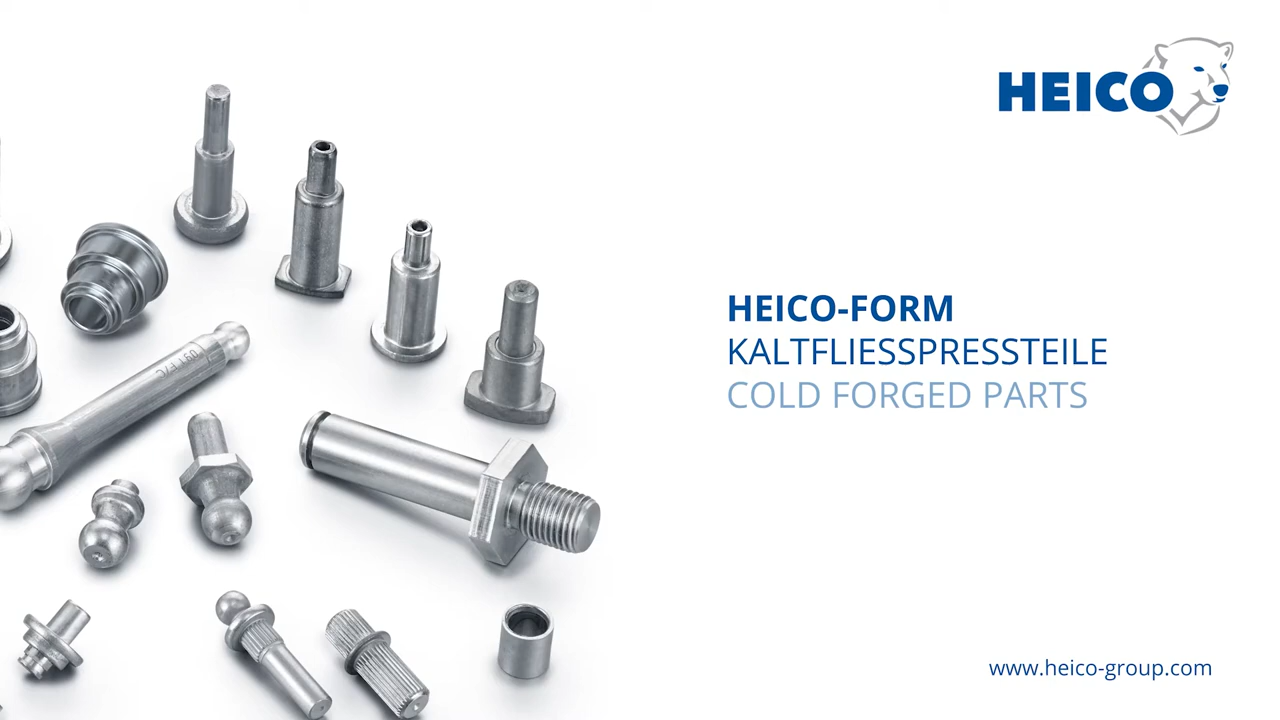 HEICO
HEICO-FORM
KALTFLIESSPRESSTEILE
COLD FORGED PARTS
www.heico-group.com